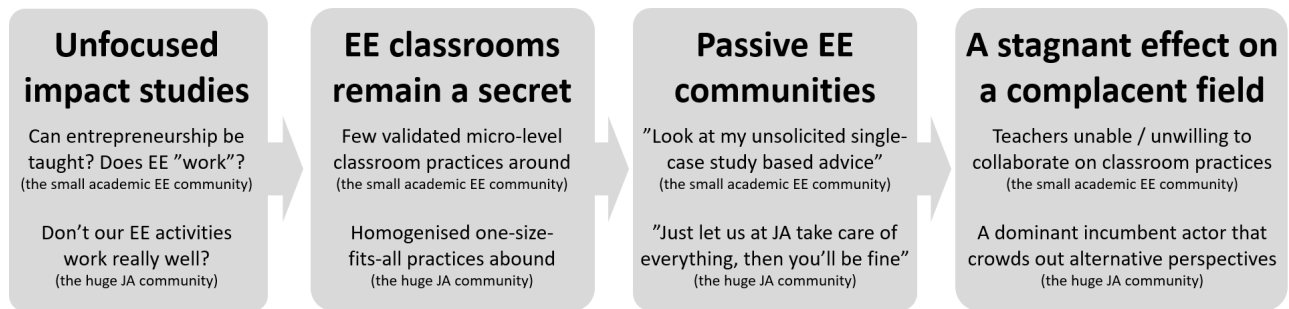 Unfocused
impact studies
Can entrepreneurship be
taught? Does EE ”work”?
(the small academic EE community)
Don’t our EE activities
work really well?
(the huge JA community)
EE classrooms
remain a secret
Few validated micro-level
classroom practices around
(the small academic EE community)
Homogenised one-size-
fits-all practices abound
(the huge JA community)
Passive EE
communities
”Look at my unsolicited single-
case study based advice”
(the small academic EE community)
”Just let us at JA take care of
everything, then you’ll be fine”
(the huge JA community)
A stagnant effect on
a complacent field
Teachers unable / unwilling to
collaborate on classroom practices
(the small academic EE community)
A dominant incumbent actor that
crowds out alternative perspectives
(the huge JA community)